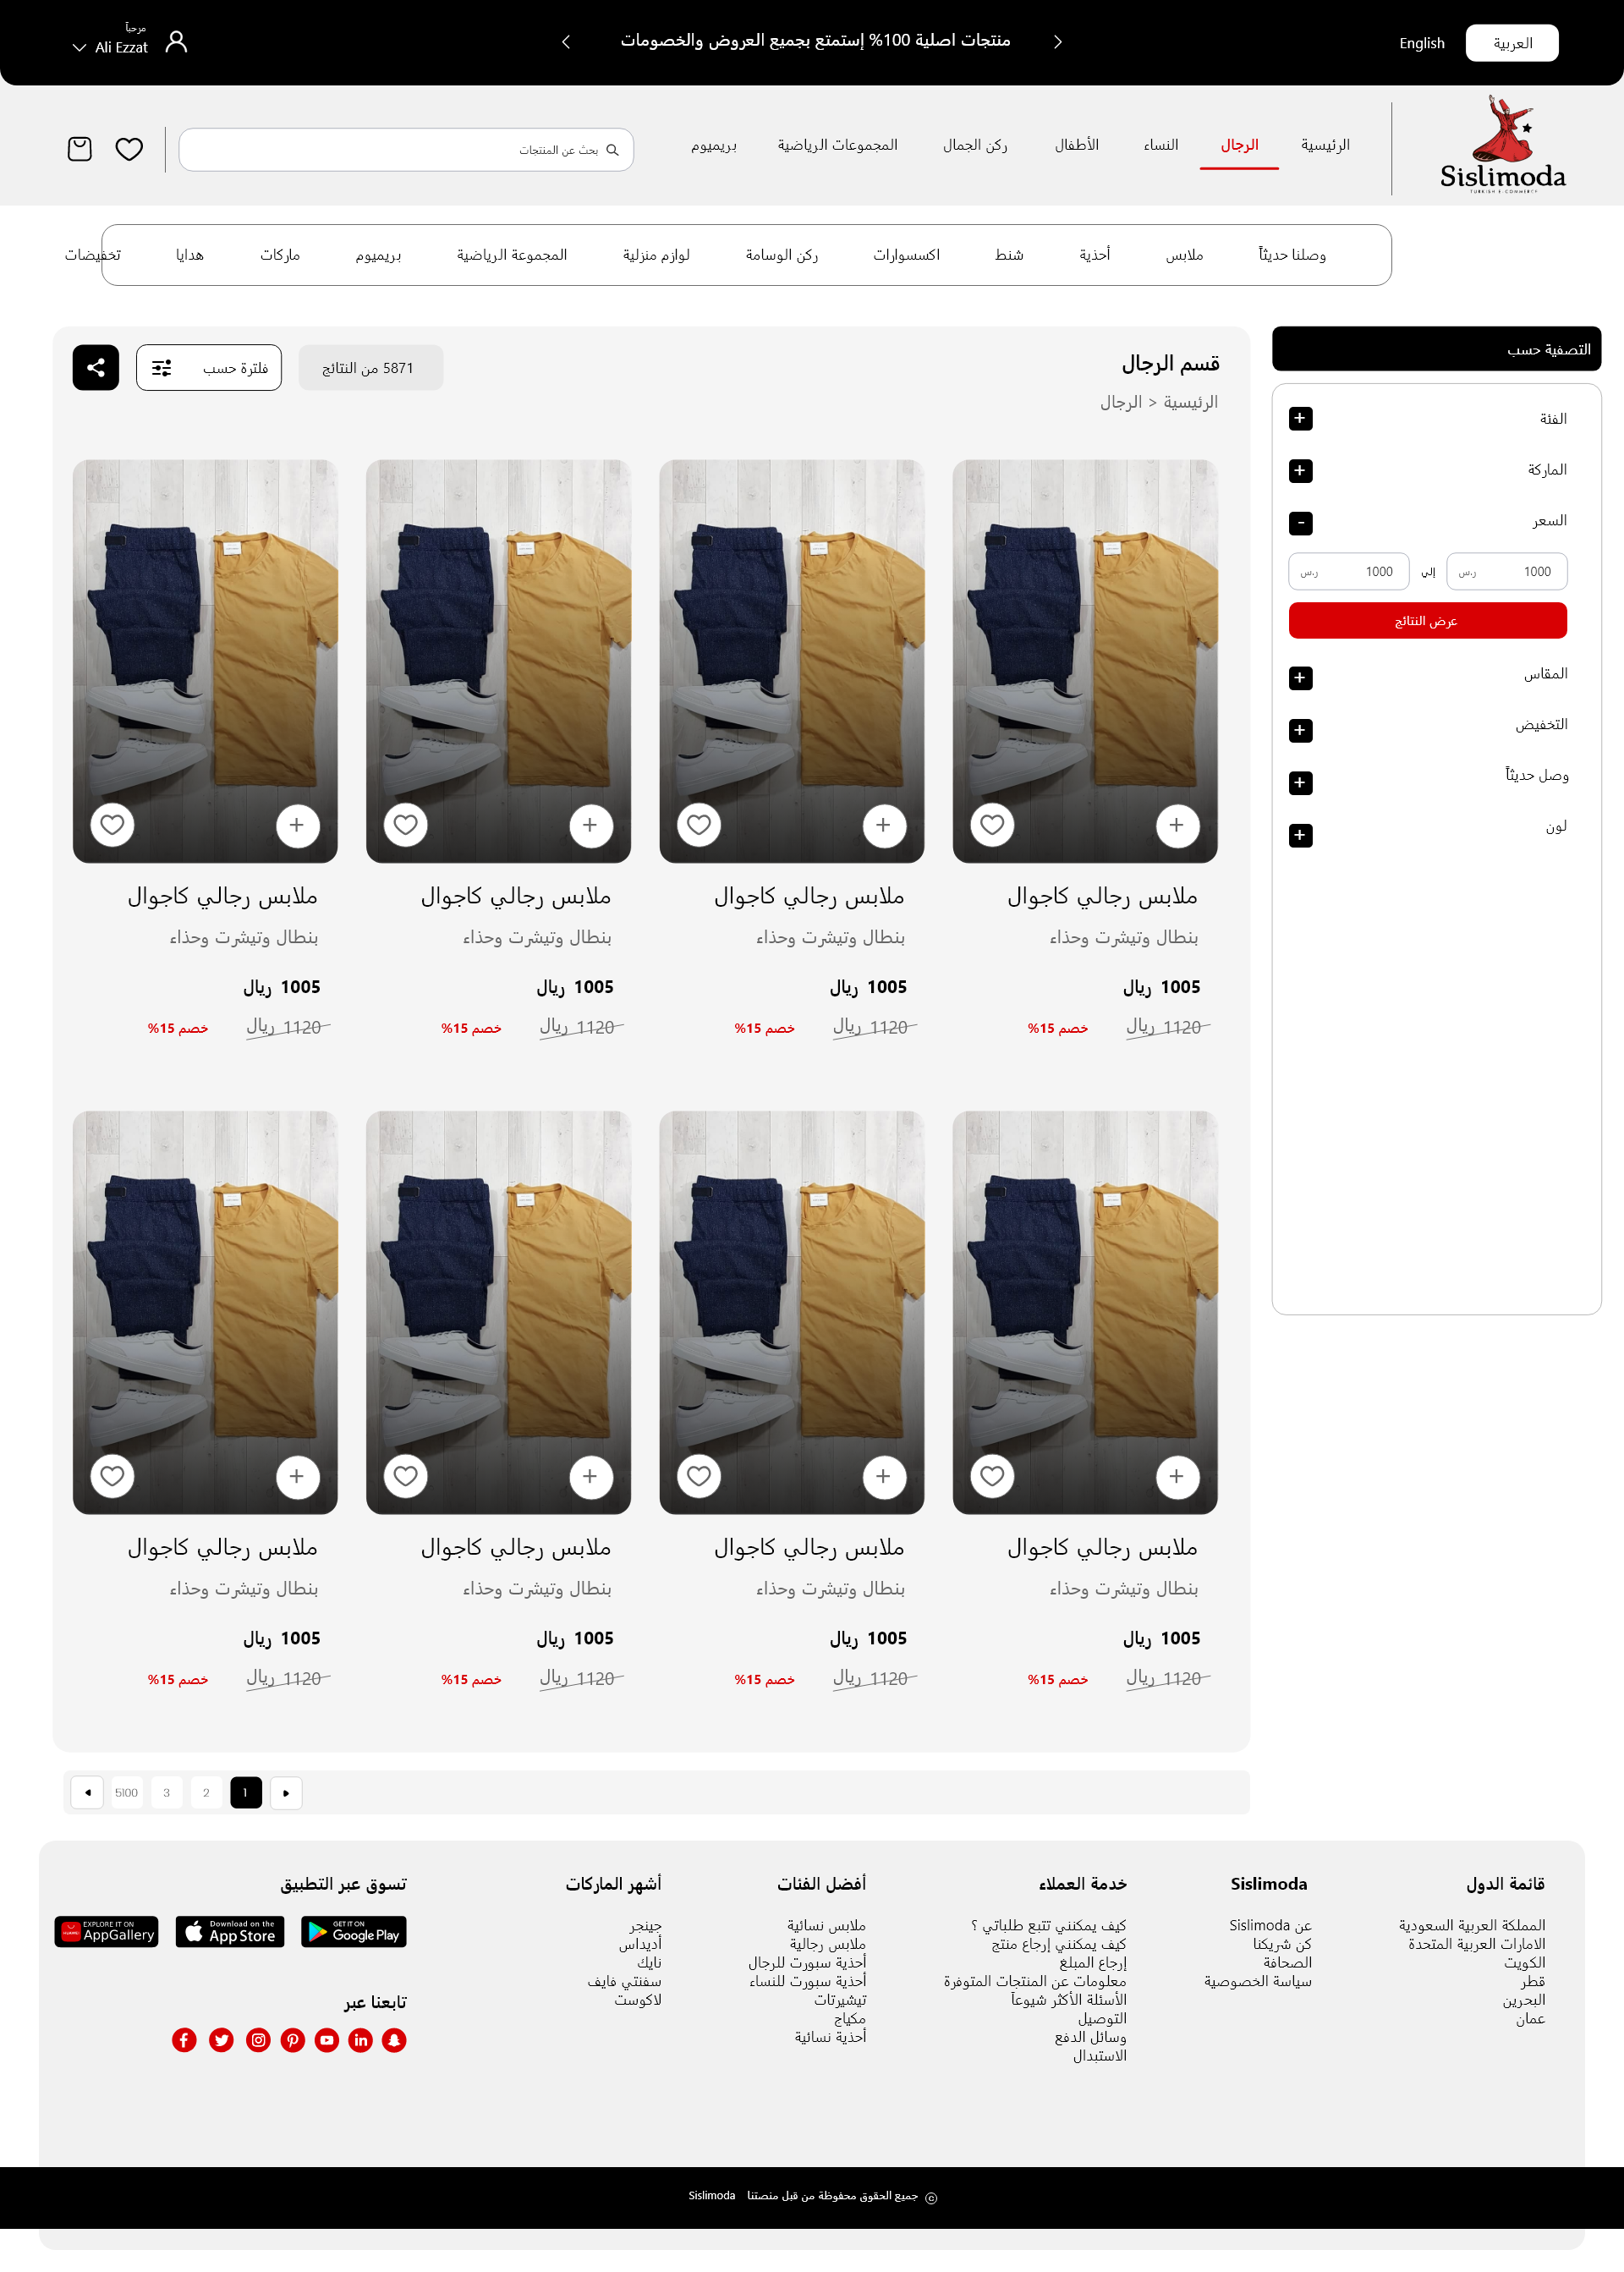 العربية
English
منتجات اصلية 100% إستمتع بجميع العروض والخصومات
مرحباً
Ali Ezzat
Sislimoda
TURKISH E-COMMERCY
الرئيسية
الرجال
النساء
الأطفال
ركن الجمال
المجموعات الرياضية
بريميوم
بحث عن المنتجات
وصلنا حديثاً
ملابس
أحذية
شنط
اكسسوارات
ركن الوسامة
لوازم منزلية
المجموعة الرياضية
بريميوم
ماركات
هدايا
تخفيضات
التصفية حسب
الفئة
الماركة
السعر
1000 ر.س إلي 1000 ر.س
عرض النتائج
المقاس
التخفيض
وصل حديثاً
لون
قسم الرجال
الرئيسية > الرجال
5871 من النتائج
فلترة حسب
ملابس رجالي كاجوال
بنطال وتيشرت وحذاء
1005 ريال
1120 ريال خصم 15%
ملابس رجالي كاجوال
بنطال وتيشرت وحذاء
1005 ريال
1120 ريال خصم 15%
ملابس رجالي كاجوال
بنطال وتيشرت وحذاء
1005 ريال
1120 ريال خصم 15%
ملابس رجالي كاجوال
بنطال وتيشرت وحذاء
1005 ريال
1120 ريال خصم 15%
ملابس رجالي كاجوال
بنطال وتيشرت وحذاء
1005 ريال
1120 ريال خصم 15%
ملابس رجالي كاجوال
بنطال وتيشرت وحذاء
1005 ريال
1120 ريال خصم 15%
ملابس رجالي كاجوال
بنطال وتيشرت وحذاء
1005 ريال
1120 ريال خصم 15%
ملابس رجالي كاجوال
بنطال وتيشرت وحذاء
1005 ريال
1120 ريال خصم 15%
1 2 3 5100
قائمة الدول
المملكة العربية السعودية
الامارات العربية المتحدة
الكويت
قطر
البحرين
عمان
Sislimoda
عن Sislimoda
كن شريكنا
الصحافة
سياسة الخصوصية
خدمة العملاء
كيف يمكنني تتبع طلباتي ؟
كيف يمكنني إرجاع منتج
إرجاع المبلغ
معلومات عن المنتجات المتوفرة
الأسئلة الأكثر شيوعاً
التوصيل
وسائل الدفع
الاستبدال
أفضل الفئات
ملابس نسائية
ملابس رجالية
أحذية سبورت للرجال
أحذية سبورت للنساء
تيشيرتات
مكياج
أحذية نسائية
أشهر الماركات
جينجر
أديداس
نايك
سفنتي فايف
لاكوست
تسوق عبر التطبيق
GET IT ON
Google Play
Download on the
App Store
EXPLORE IT ON
AppGallery
تابعنا عبر
© جميع الحقوق محفوظة من قبل منصتنا Sislimoda